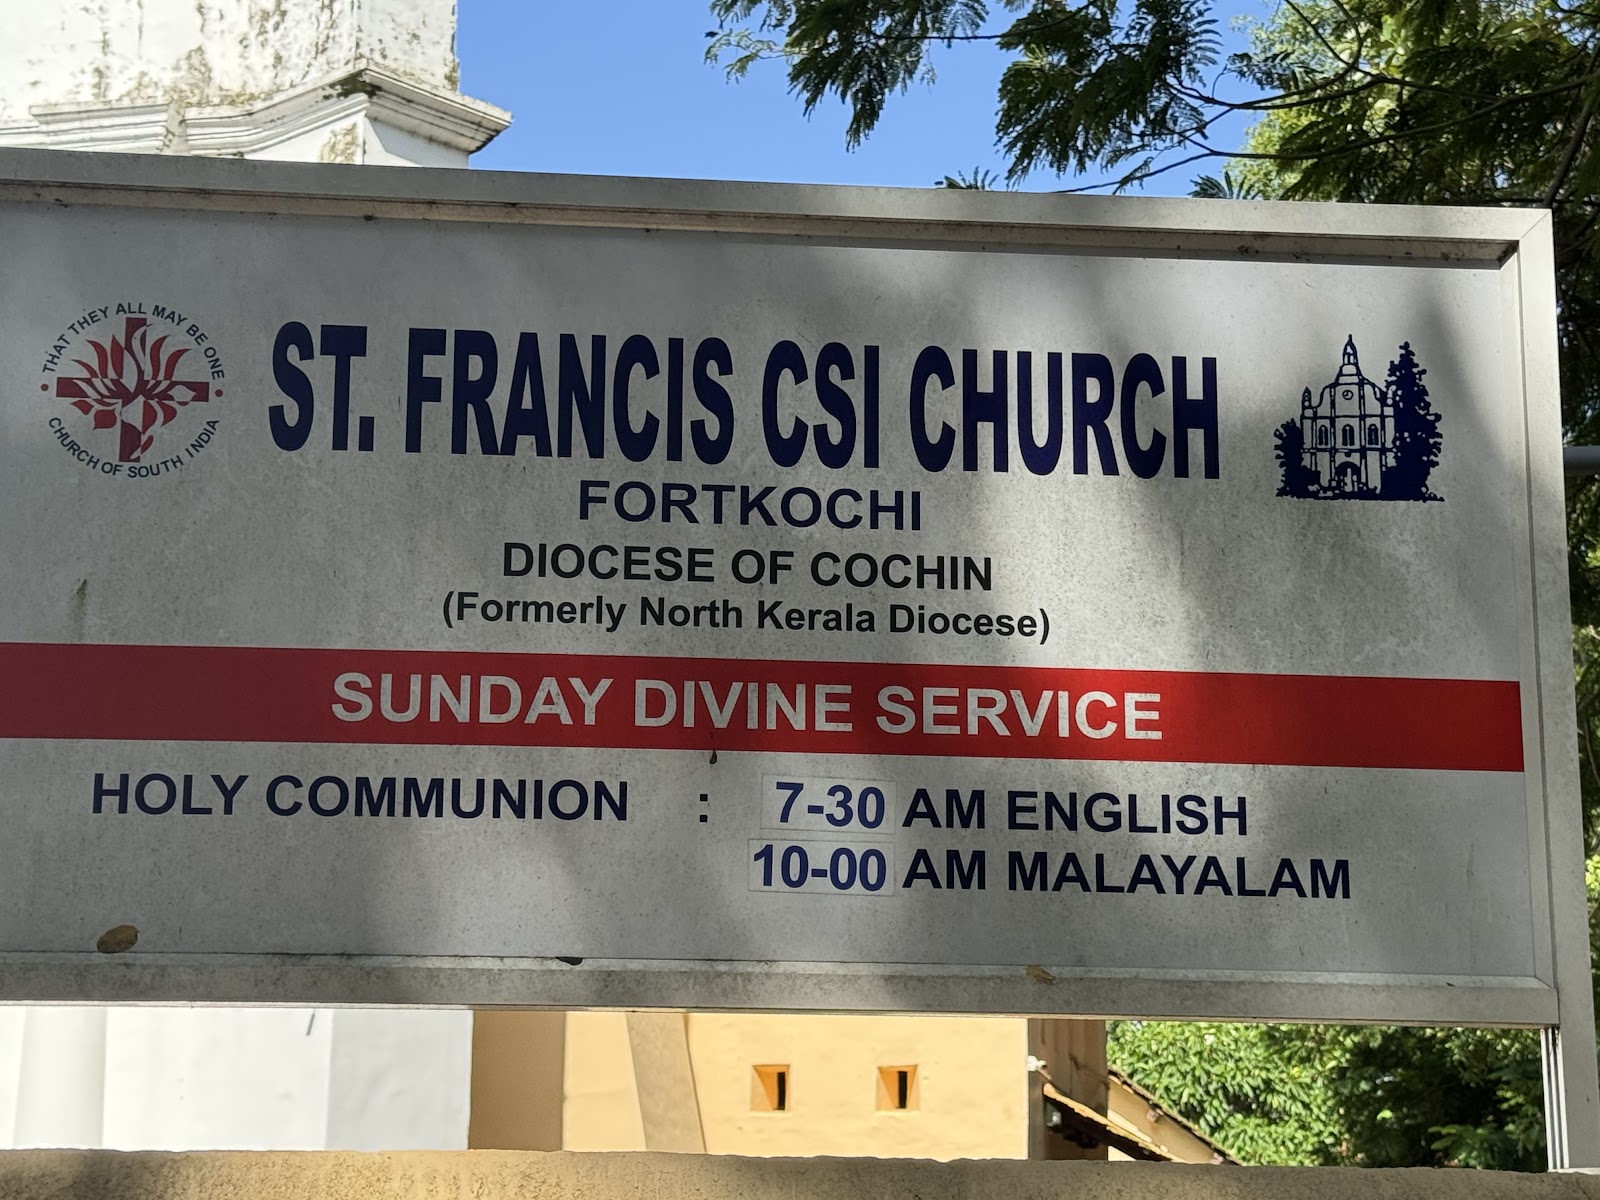 THAT THEY ALL MAY BE ONE
CHURCH OF SOUTH INDIA
ST. FRANCIS CSI CHURCH
FORTKOCHI
DIOCESE OF COCHIN
(Formerly North Kerala Diocese)
SUNDAY DIVINE SERVICE
HOLY COMMUNION : 7-30 AM ENGLISH
10-00 AM MALAYALAM